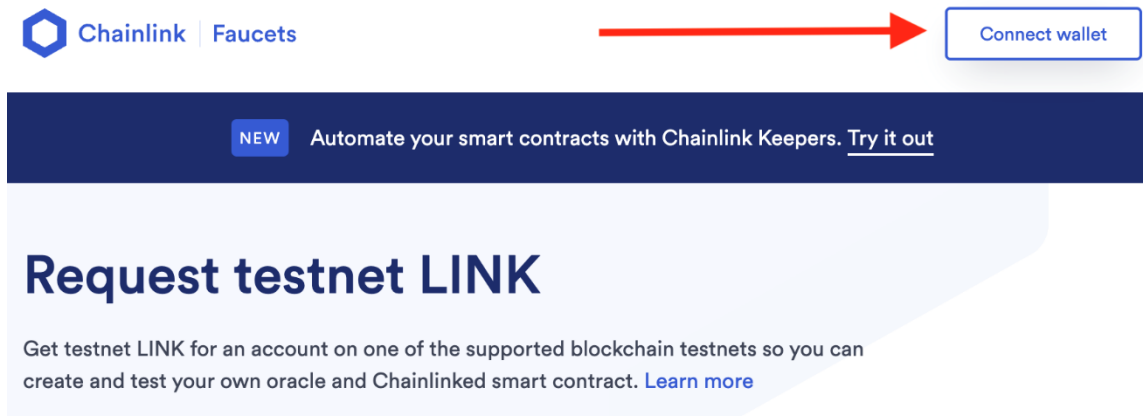 Chainlink Faucets
Connect wallet
NEW Automate your smart contracts with Chainlink Keepers. Try it out
Request testnet LINK
Get testnet LINK for an account on one of the supported blockchain testnets so you can
create and test your own oracle and Chainlinked smart contract. Learn more